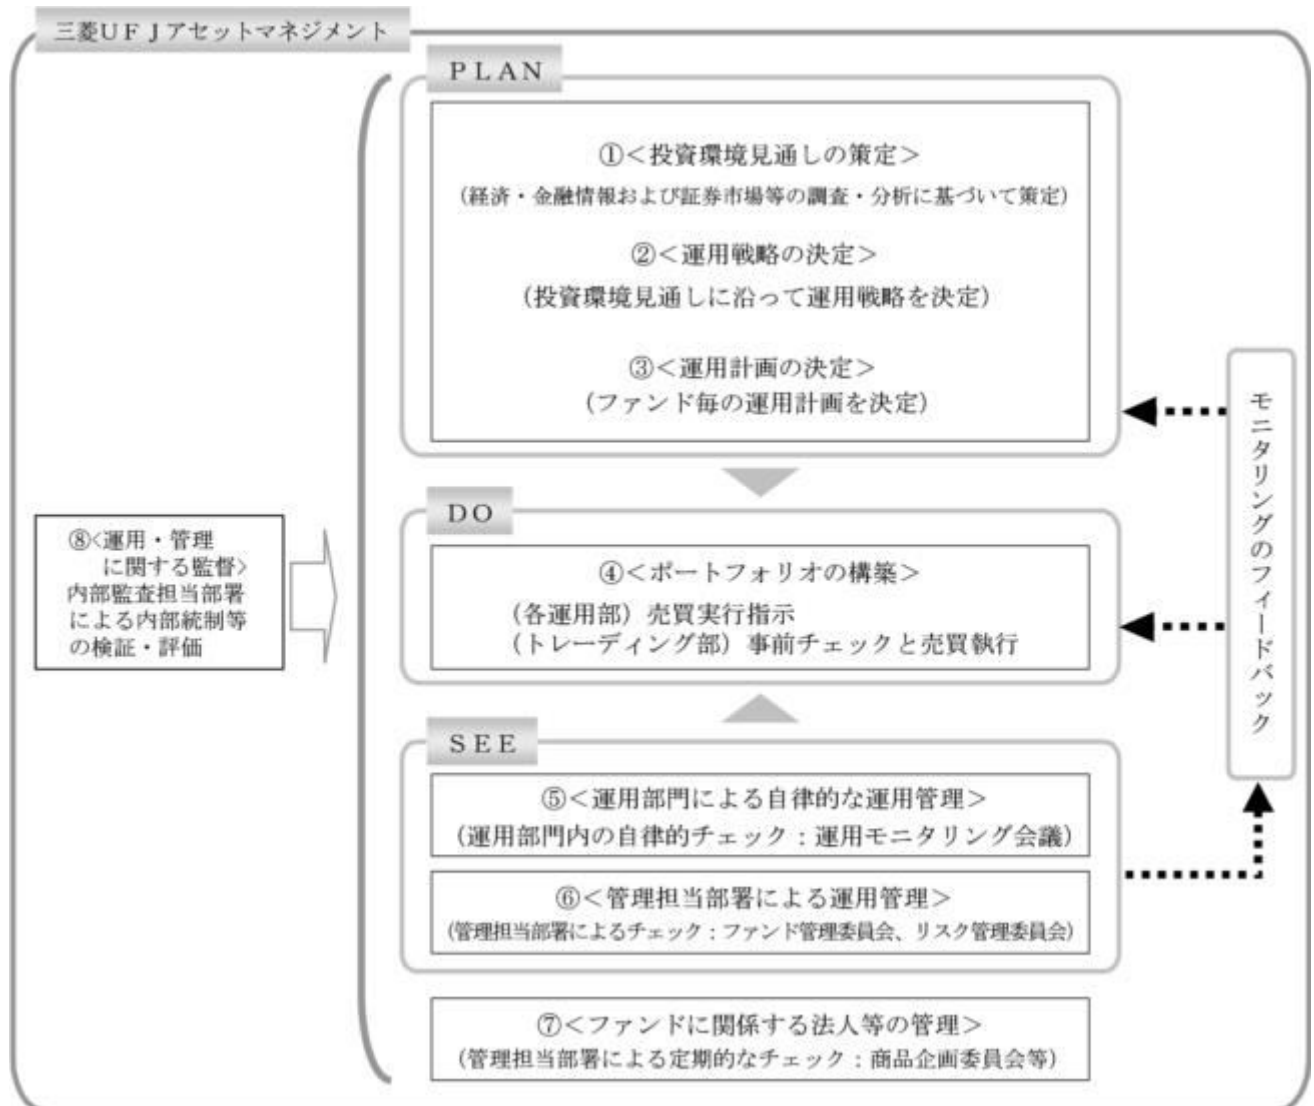 三菱ＵＦＪアセットマネジメント
ＰＬＡＮ
①＜投資環境見通しの策定＞
（経済・金融情報および証券市場等の調査・分析に基づいて策定）
②＜運用戦略の決定＞
（投資環境見通しに沿って運用戦略を決定）
③＜運用計画の決定＞
（ファンド毎の運用計画を決定）
ＤＯ
④＜ポートフォリオの構築＞
（各運用部）売買実行指示
（トレーディング部）事前チェックと売買執行
ＳＥＥ
⑤＜運用部門による自律的な運用管理＞
（運用部門内の自律的チェック：運用モニタリング会議）
⑥＜管理担当部署による運用管理＞
（管理担当部署によるチェック：ファンド管理委員会、リスク管理委員会）
⑦＜ファンドに関係する法人等の管理＞
（管理担当部署による定期的なチェック：商品企画委員会等）
⑧<運用・管理
に関する監督>
内部監査担当部署
による内部統制等
の検証・評価
モニタリングのフィードバック